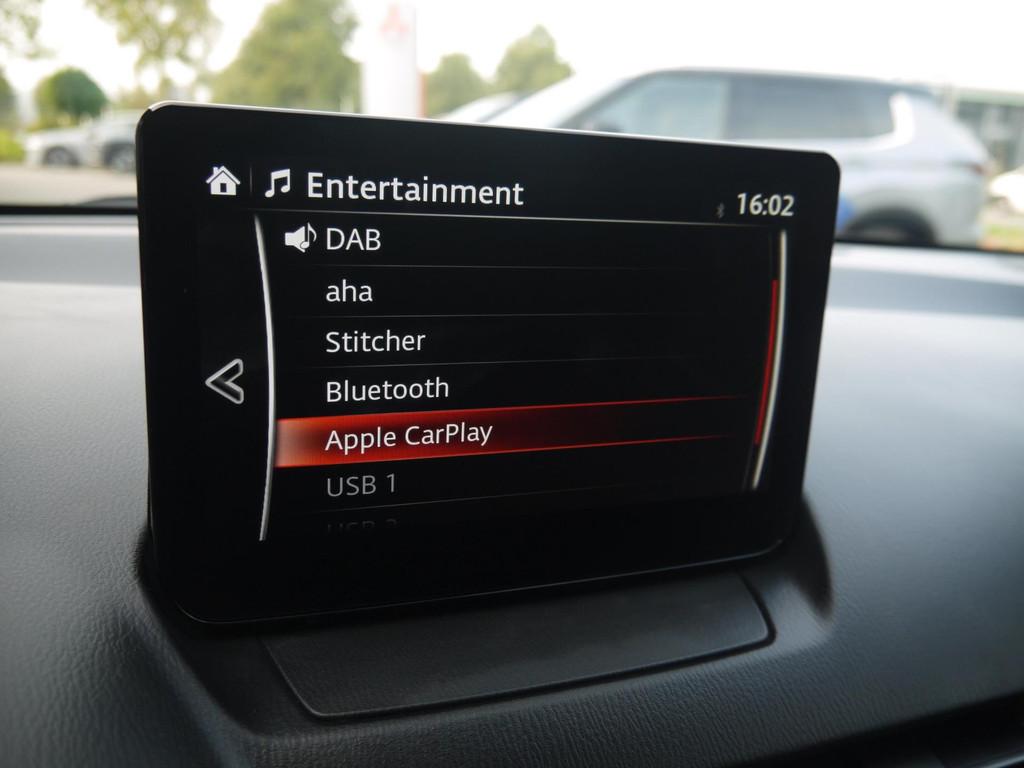 Entertainment
16:02
DAB
aha
Stitcher
Bluetooth
Apple CarPlay
USB 1